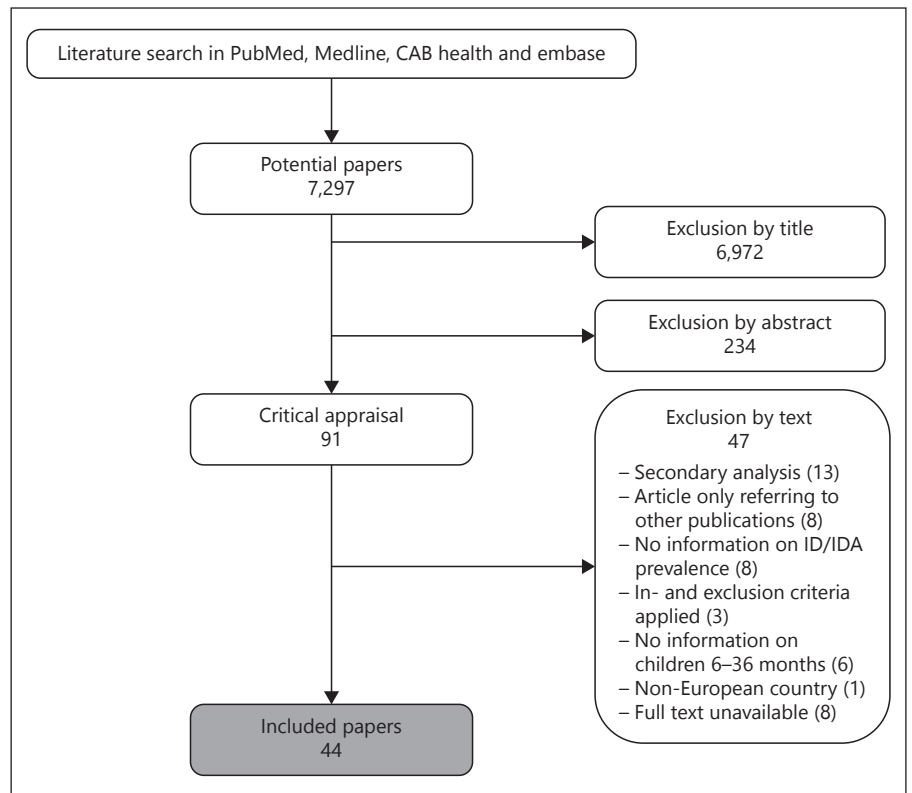 Literature search in PubMed, Medline, CAB health and embase
Potential papers
7,297
Exclusion by title
6,972
Exclusion by abstract
234
Critical appraisal
91
Exclusion by text
47
– Secondary analysis (13)
– Article only referring to
other publications (8)
– No information on ID/IDA
prevalence (8)
– In- and exclusion criteria
applied (3)
– No information on
children 6–36 months (6)
– Non-European country (1)
– Full text unavailable (8)
Included papers
44